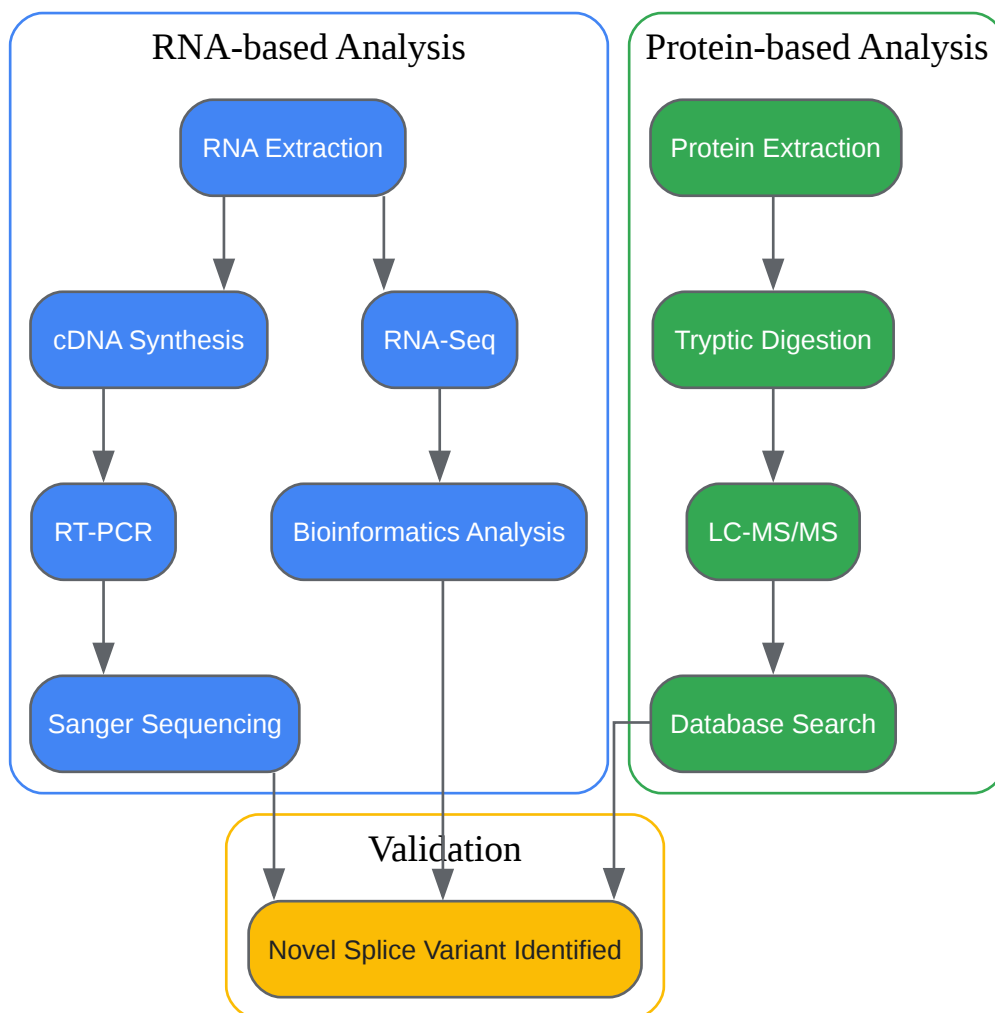 RNA-based Analysis
RNA Extraction
cDNA Synthesis
RNA-Seq
RT-PCR
Bioinformatics Analysis
Sanger Sequencing
Protein-based Analysis
Protein Extraction
Tryptic Digestion
LC-MS/MS
Database Search
Validation
Novel Splice Variant Identified